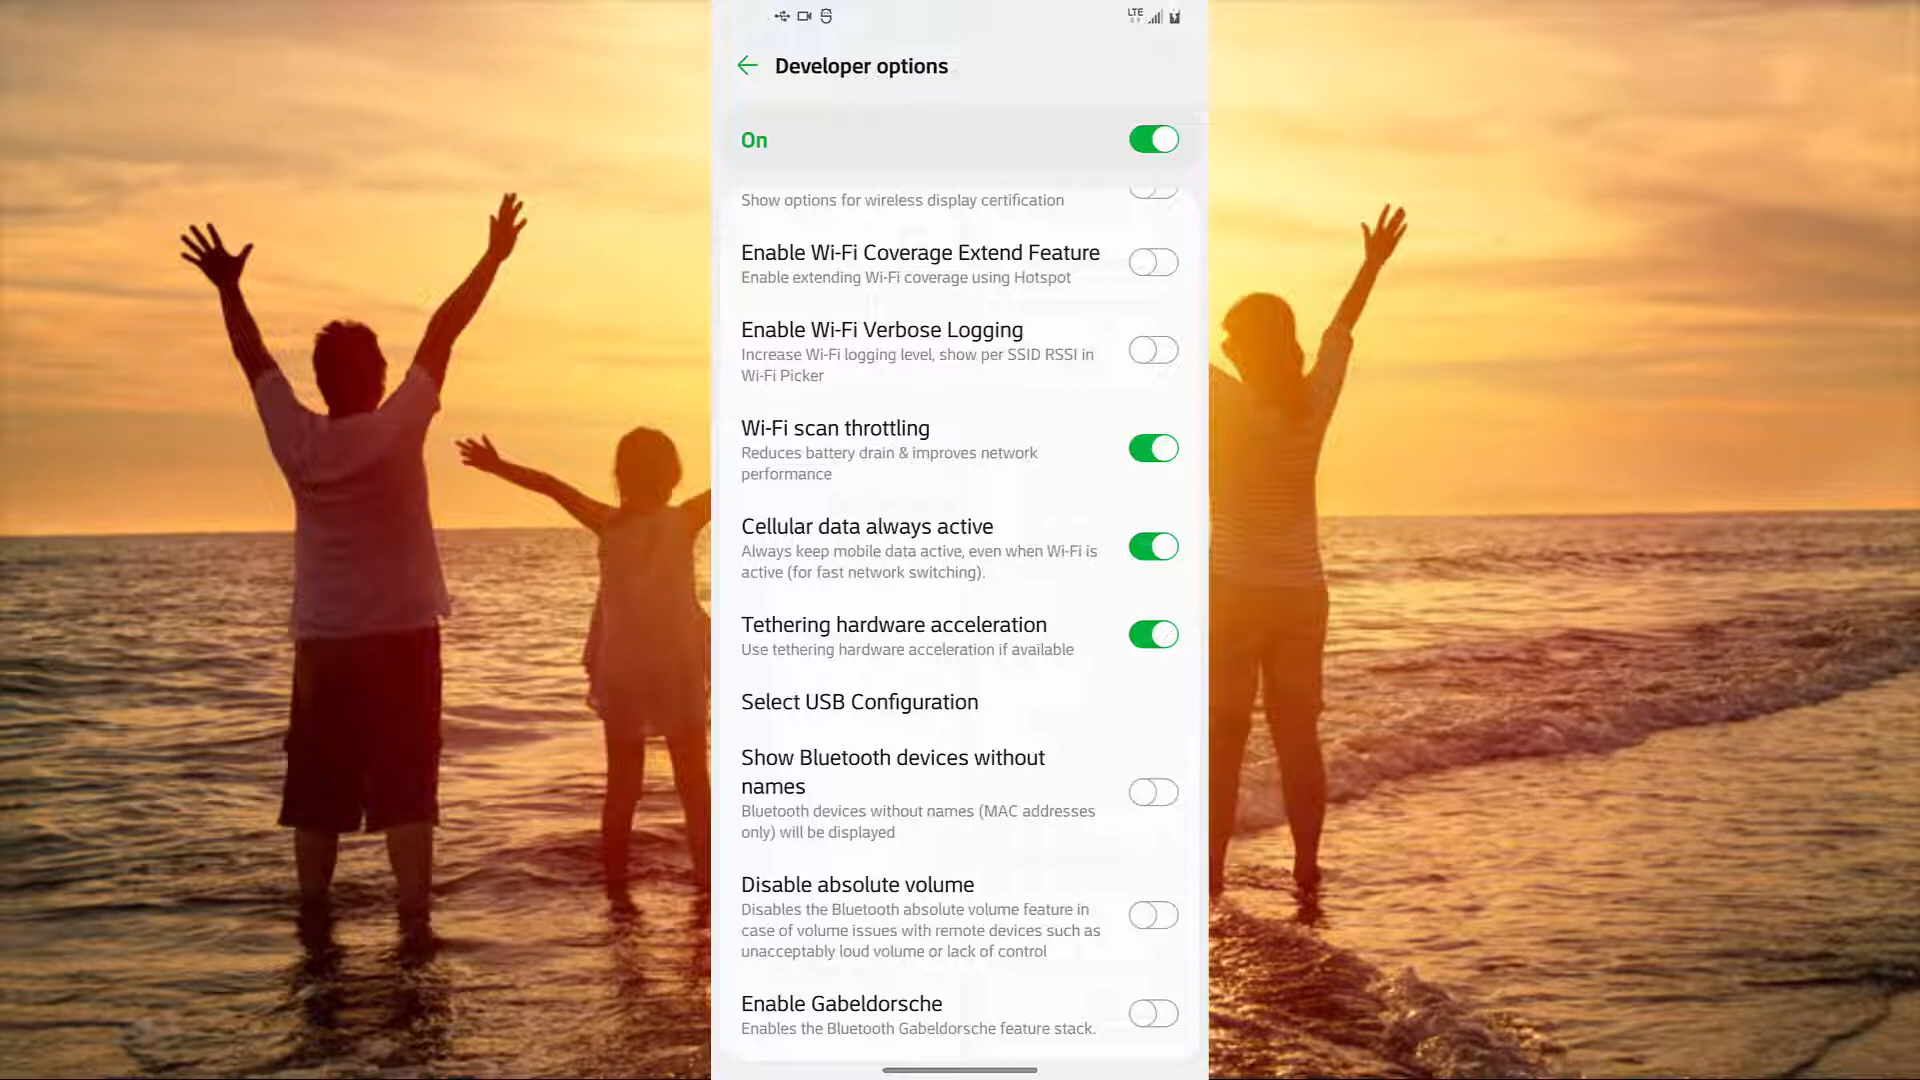 LTE
Developer options
On
Show options for wireless display certification
Enable Wi-Fi Coverage Extend Feature
Enable extending Wi-Fi coverage using Hotspot
Enable Wi-Fi Verbose Logging
Increase Wi-Fi logging level, show per SSID RSSI in
Wi-Fi Picker
Wi-Fi scan throttling
Reduces battery drain & improves network
performance
Cellular data always active
Always keep mobile data active, even when Wi-Fi is
active (for fast network switching).
Tethering hardware acceleration
Use tethering hardware acceleration if available
Select USB Configuration
Show Bluetooth devices without
names
Bluetooth devices without names (MAC addresses
only) will be displayed
Disable absolute volume
Disables the Bluetooth absolute volume feature in
case of volume issues with remote devices such as
unacceptably loud volume or lack of control
Enable Gabeldorsche
Enables the Bluetooth Gabeldorsche feature stack.